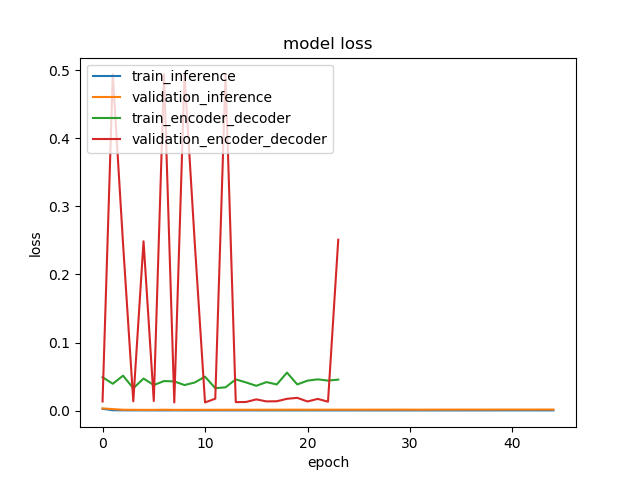 model loss
train_inference
validation_inference
train_encoder_decoder
validation_encoder_decoder
0.5
0.4
0.3
0.2
0.1
0.0
loss
0 10 20 30 40
epoch